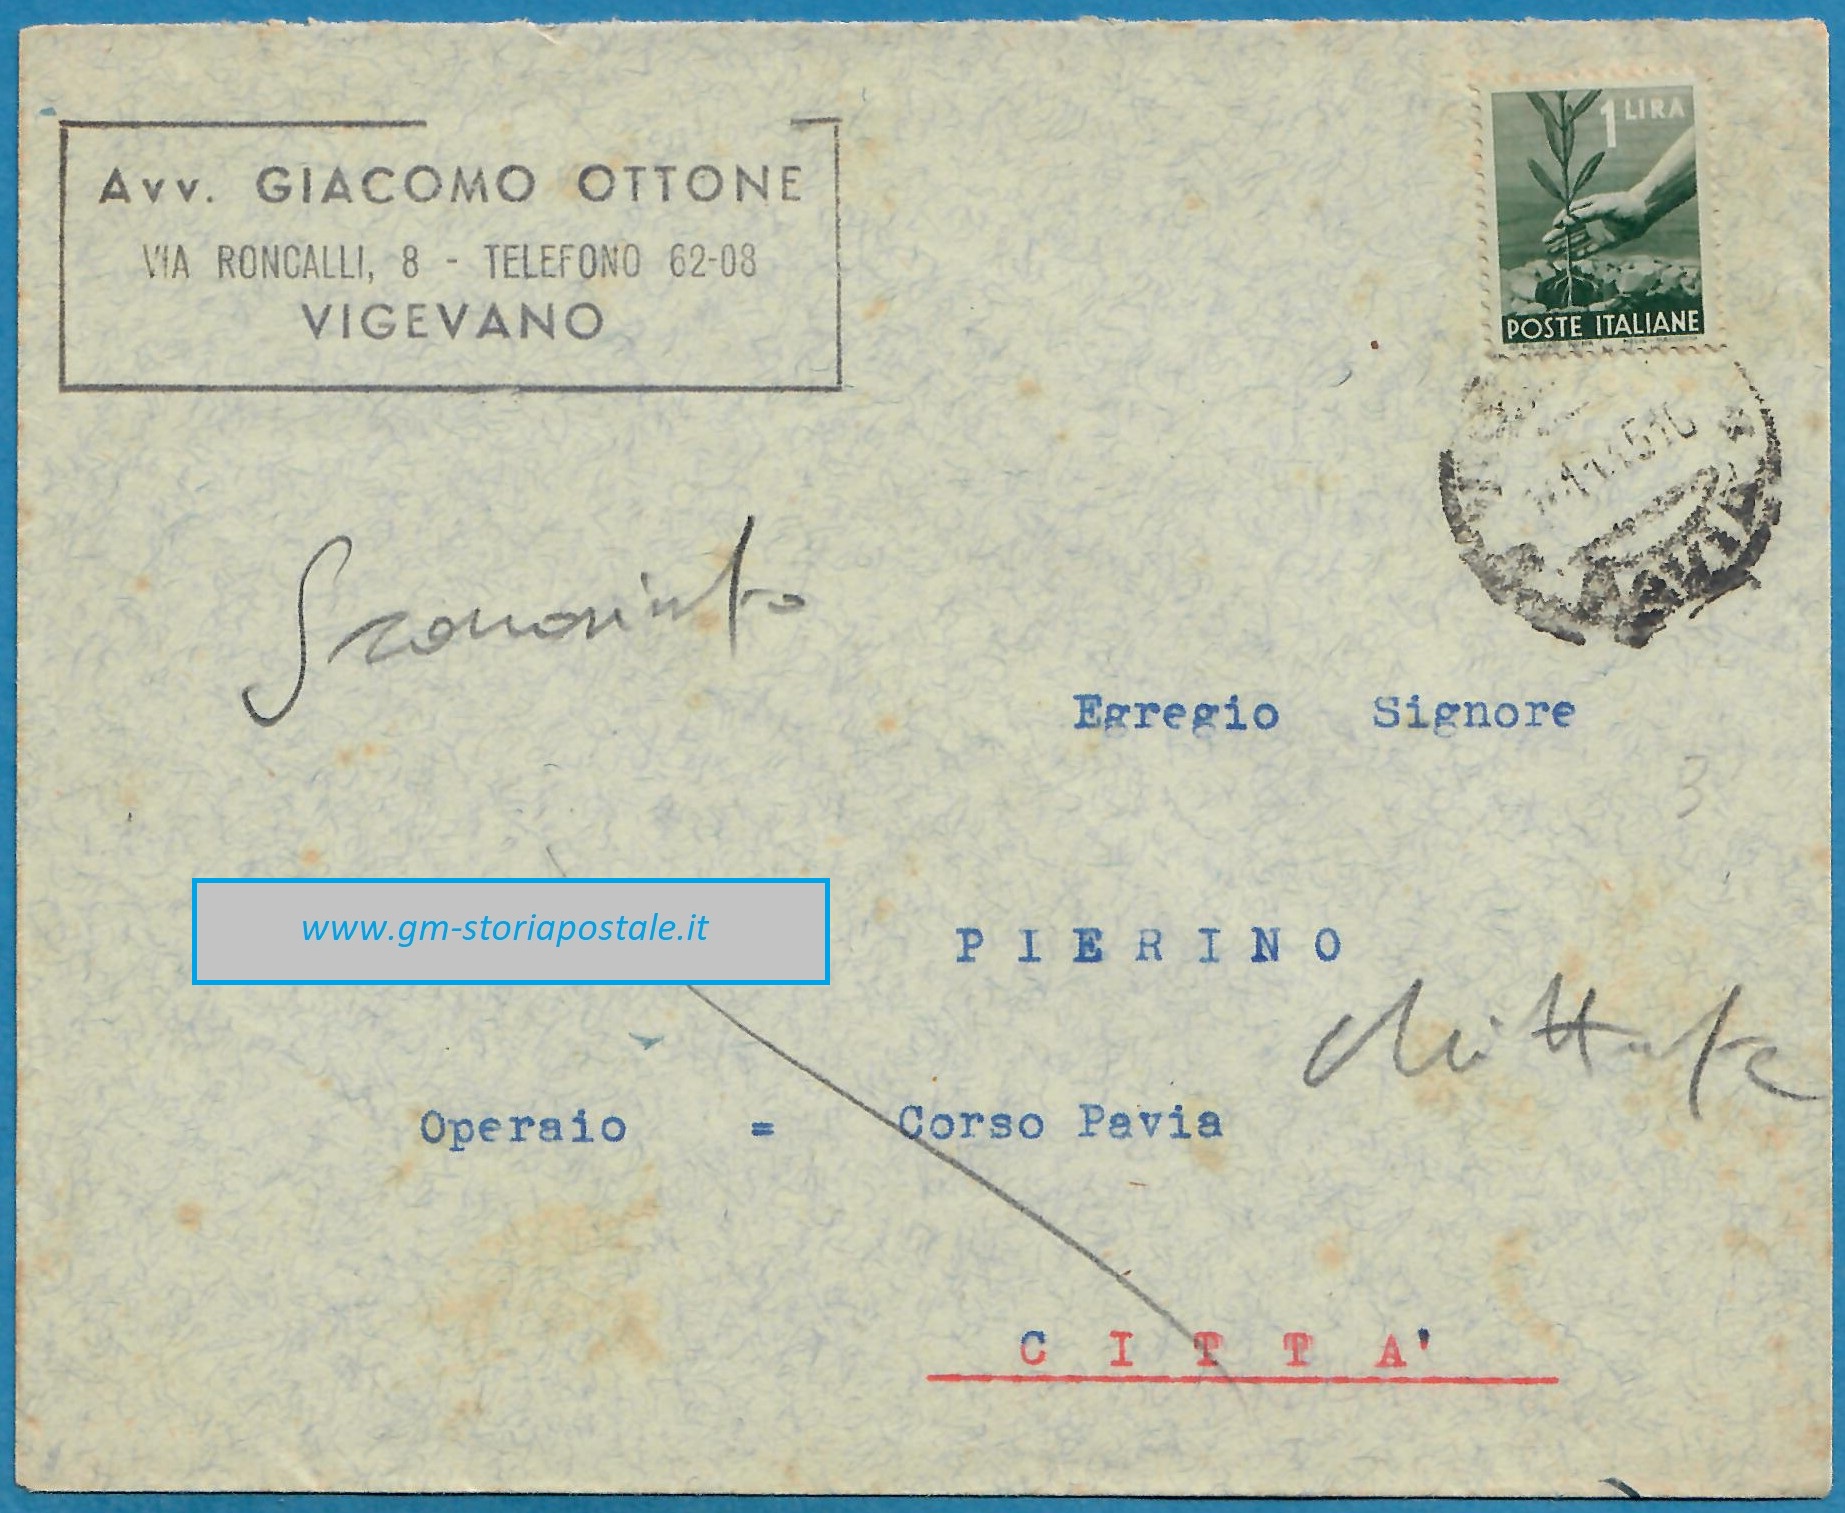 Avv. GIACOMO OTTONE
VIA RONCALLI, 8 - TELEFONO 62-08
VIGEVANO
1 LIRA
POSTE ITALIANE
Egregio Signore
3
www.gm-storiapostale.it
PIERINO
Operaio = Corso Pavia
CITTA'